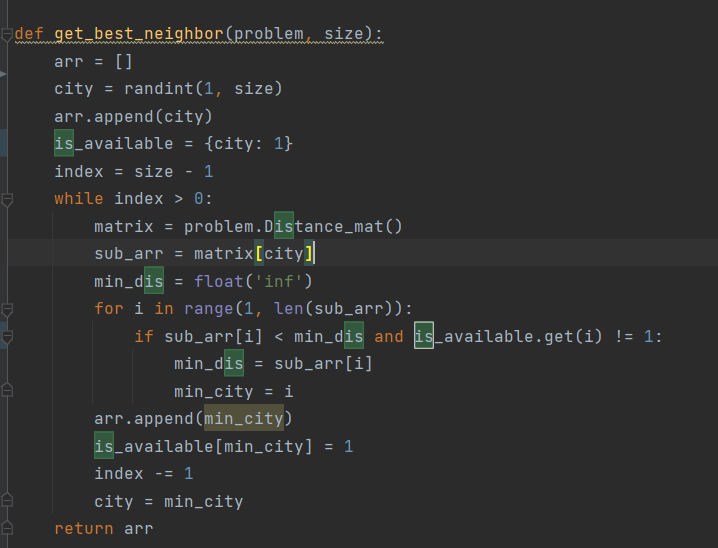 def get_best_neighbor(problem, size):
    arr = []
    city = randint(1, size)
    arr.append(city)
    is_available = {city: 1}
    index = size - 1
    while index > 0:
        matrix = problem.Distance_mat()
        sub_arr = matrix[city]
        min_dis = float('inf')
        for i in range(1, len(sub_arr)):
            if sub_arr[i] < min_dis and is_available.get(i) != 1:
                min_dis = sub_arr[i]
                min_city = i
        arr.append(min_city)
        is_available[min_city] = 1
        index -= 1
        city = min_city
    return arr